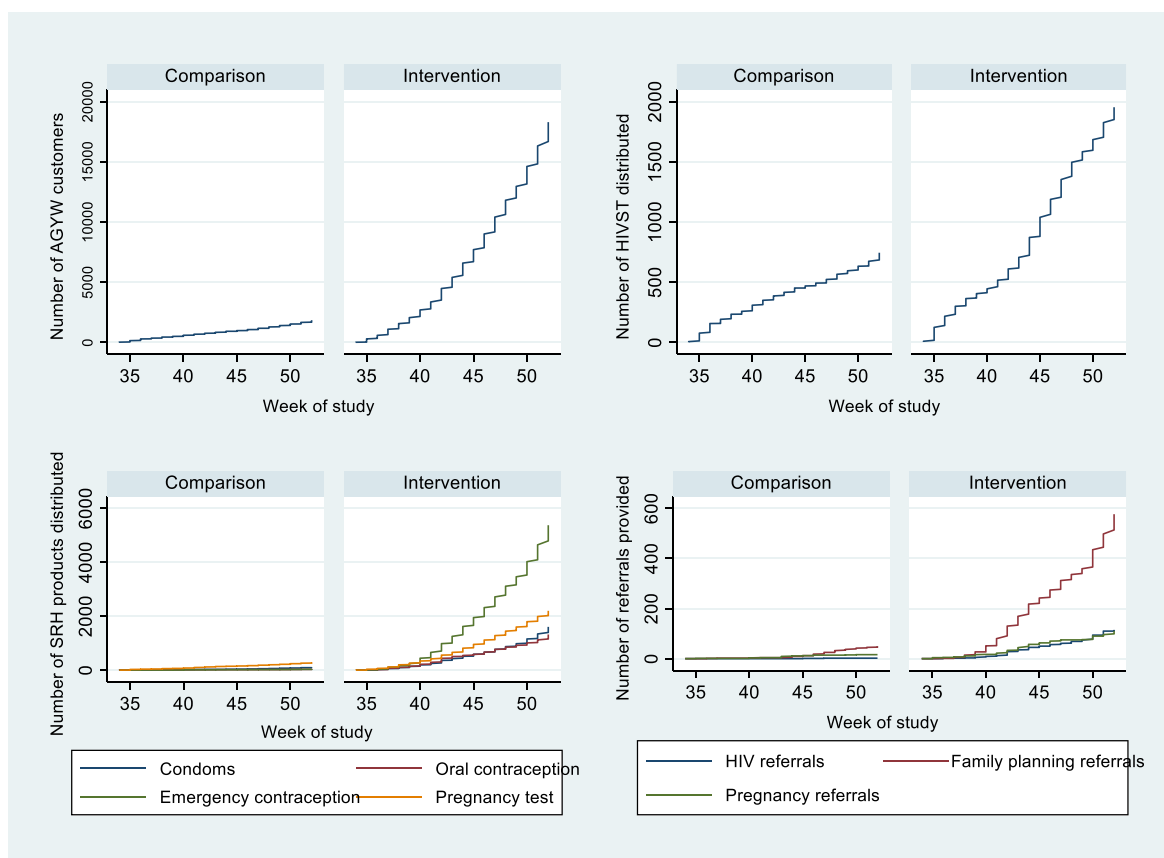 Comparison
Intervention
Number of AGYW customers
0 5000 10000 15000 20000
35 40 45 50
35 40 45 50
Week of study
Comparison
Intervention
Number of HIVST distributed
0 500 1000 1500 2000
35 40 45 50
35 40 45 50
Week of study
Comparison
Intervention
Number of SRH products distributed
0 2000 4000 6000
35 40 45 50
35 40 45 50
Week of study
Condoms
Oral contraception
Emergency contraception
Pregnancy test
Comparison
Intervention
Number of referrals provided
0 200 400 600
35 40 45 50
35 40 45 50
Week of study
HIV referrals
Family planning referrals
Pregnancy referrals